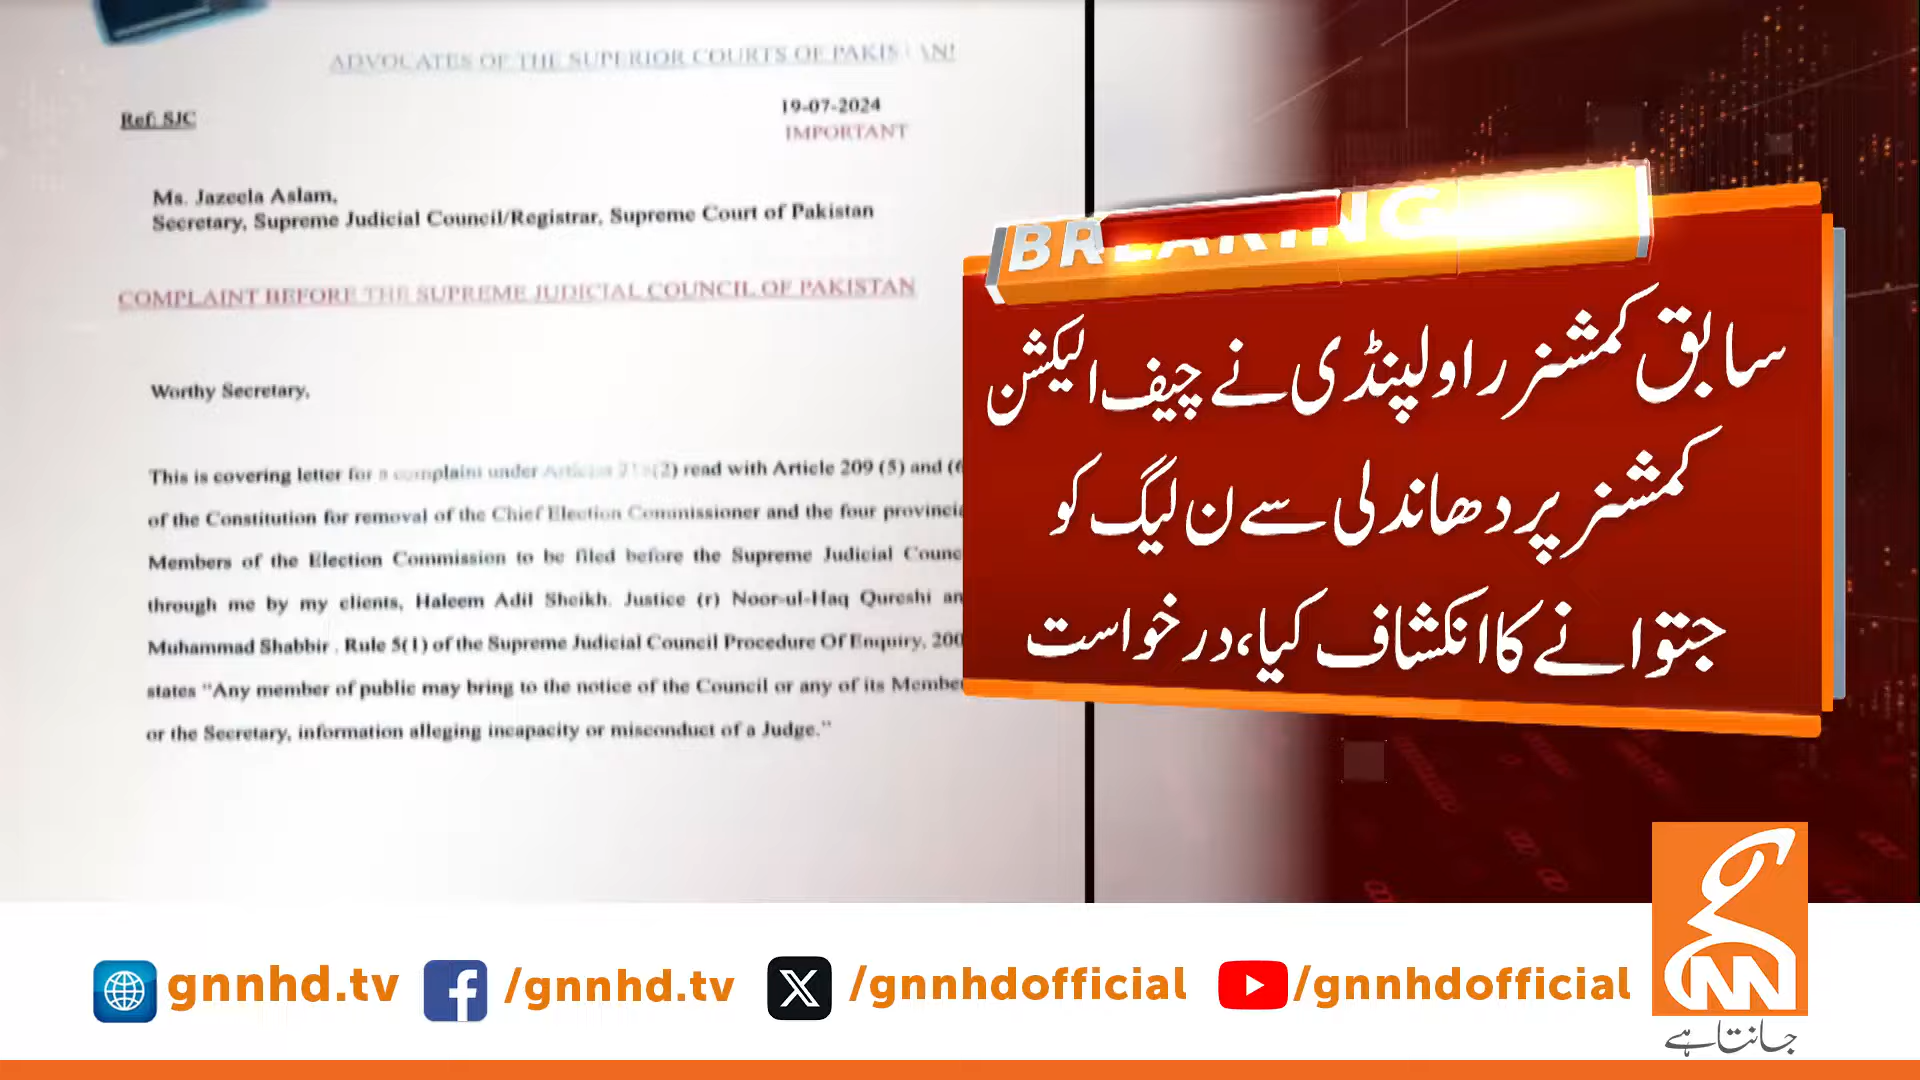 ADVOCATES OF THE SUPERIOR COURTS OF
Ref: SJC
19-07-2024
IMPORTANT
Ms. Jazeela Aslam,
Secretary, Supreme Judicial Council/Registrar, Supreme Court of Pakistan
COMPLAINT BEFORE THE SUPREME JUDICIAL COUNCIL OF PAKISTAN
Worthy Secretary,
This is covering letter for a complaint under read with Article 209 (5) and
of the Constitution for removal of the Chief Election Commissioner and the four
Members of the Election Commission to be filed before the Supreme Judicial
through me by my clients, Haleem Adil Sheikh. Justice (r) Noor-ul-Haq Qureshi
Muhammad Shabbir . Rule 5(1) of the Supreme Judicial Council Procedure Of Enquiry,
states "Any member of public may bring to the notice of the Council or any of its
or the Secretary, information alleging incapacity or misconduct of a Judge."
BREAKING
سابق کمشنر راولپنڈی نے چیف الیکشن
کمشنر پر دھاندلی سے ن لیگ کو
جتوانے کا انکشاف کیا، درخواست
gnnhd.tv
/gnnhd.tv
/gnnhdofficial
/gnnhdofficial
GNN
جانتا ہے